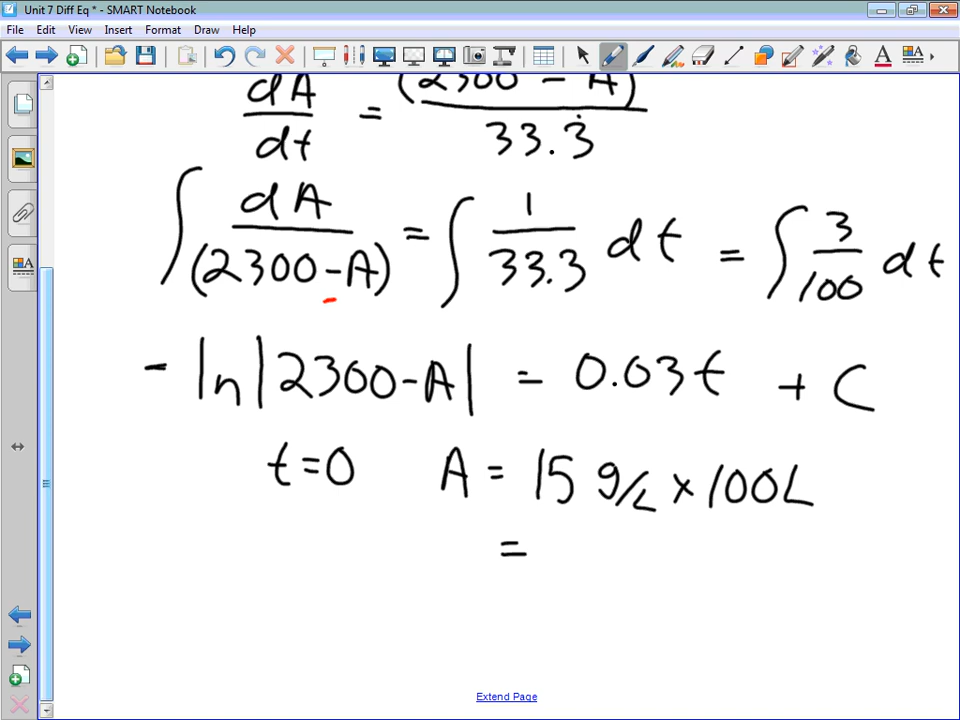 Unit 7 Diff Eq * - SMART Notebook
File Edit View Insert Format Draw Help
dA/dt = (2300 - A)/33.3̇
∫ dA/(2300-A) = ∫ 1/33.3 dt = ∫ 3/100 dt
- ln|2300-A| = 0.03t + C
t=0 A = 15 g/L × 100L
=
Extend Page